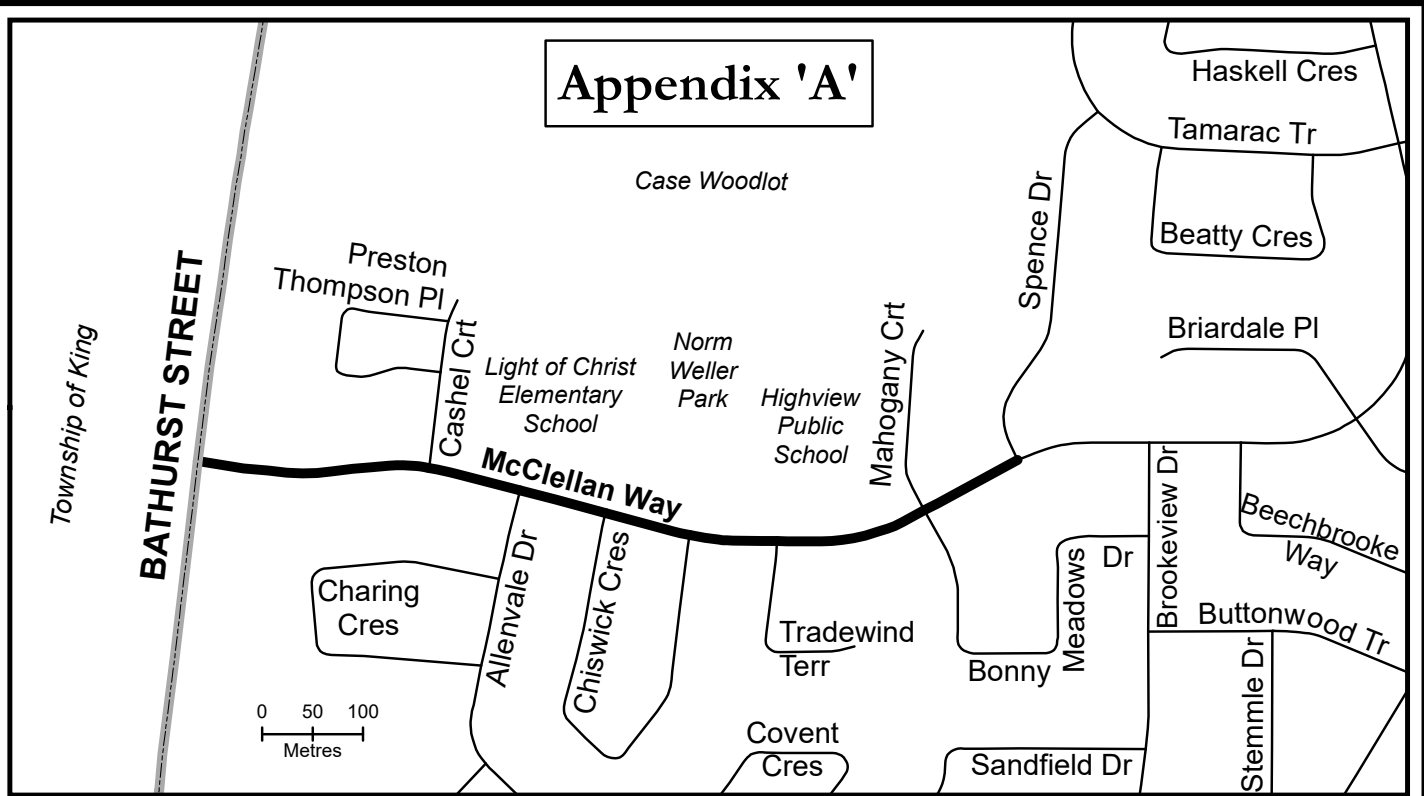 Appendix 'A'
Haskell Cres
Tamarac Tr
Case Woodlot
Spence Dr
Beatty Cres
Preston
Thompson Pl
BATHURST STREET
Township of King
Cashel Crt
Light of Christ
Elementary
School
Norm
Weller
Park
Highview
Public
School
Mahogany Crt
Briardale Pl
McClellan Way
Brookeview Dr
Beechbrooke
Way
Charing
Cres
Allenvale Dr
Chiswick Cres
Tradewind
Terr
Bonny
Meadows
Dr
Buttonwood Tr
Stemmle Dr
0 50 100
Metres
Covent
Cres
Sandfield Dr